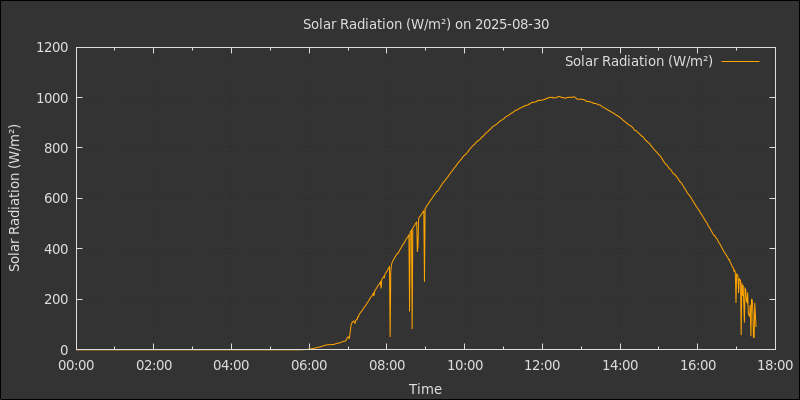 Solar Radiation (W/m²) on 2025-08-30
Solar Radiation (W/m²)
Solar Radiation (W/m²)
1200
1000
800
600
400
200
0
00:00 02:00 04:00 06:00 08:00 10:00 12:00 14:00 16:00 18:00
Time